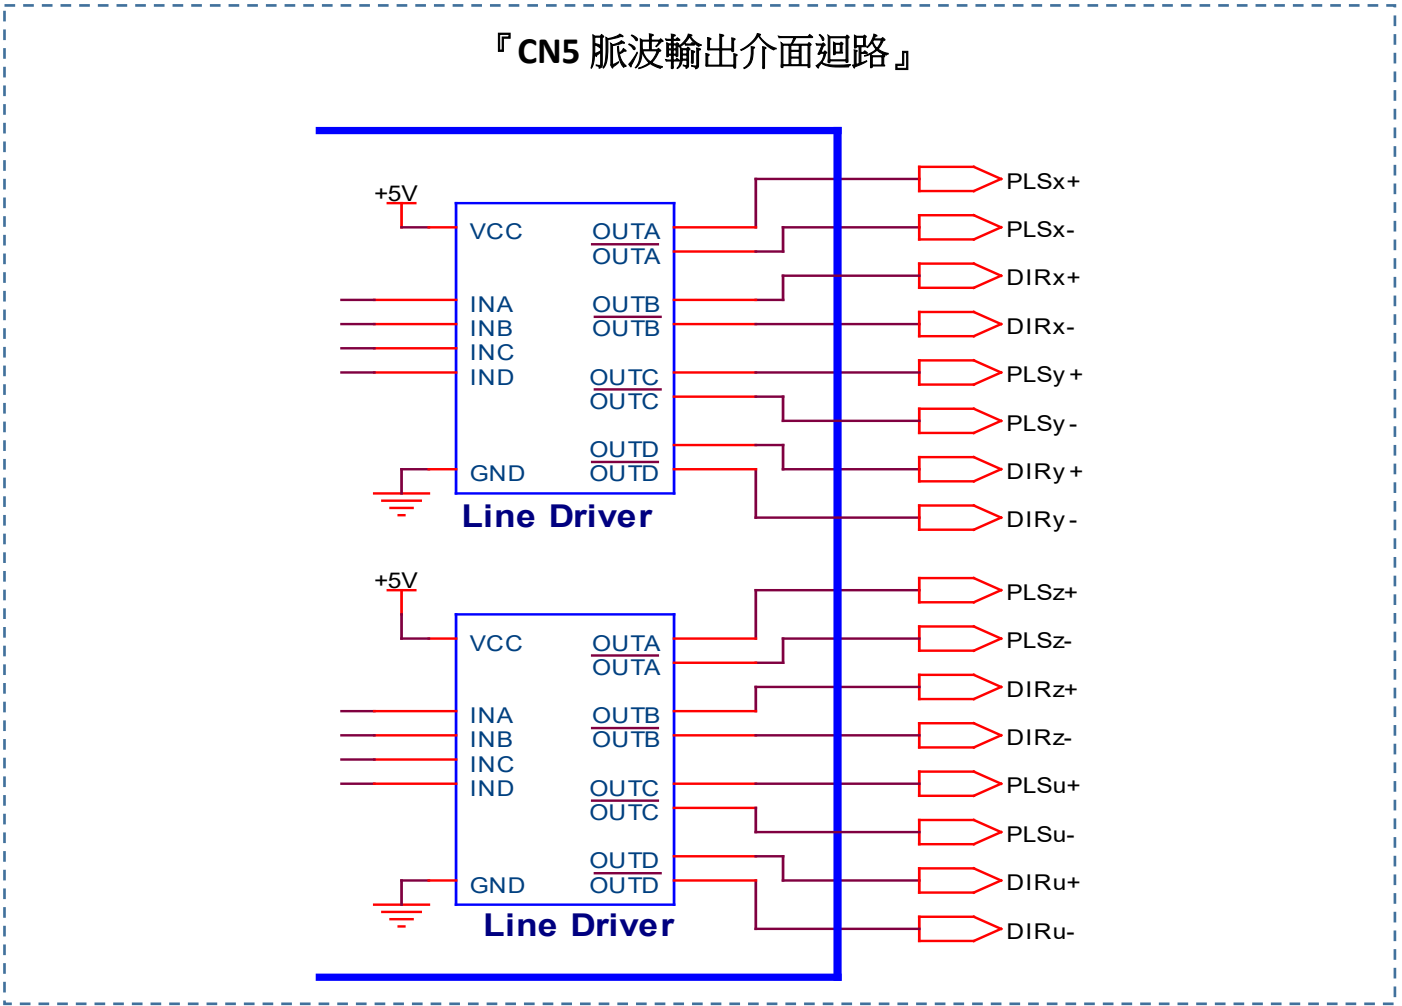 『CN5 脈波輸出介面迴路』
+5V
VCC
INA
INB
INC
IND
GND
OUTA
OUTA
OUTB
OUTB
OUTC
OUTC
OUTD
OUTD
Line Driver
PLSx+
PLSx-
DIRx+
DIRx-
PLSy+
PLSy-
DIRy+
DIRy-
+5V
VCC
INA
INB
INC
IND
GND
OUTA
OUTA
OUTB
OUTB
OUTC
OUTC
OUTD
OUTD
Line Driver
PLSz+
PLSz-
DIRz+
DIRz-
PLSu+
PLSu-
DIRu+
DIRu-